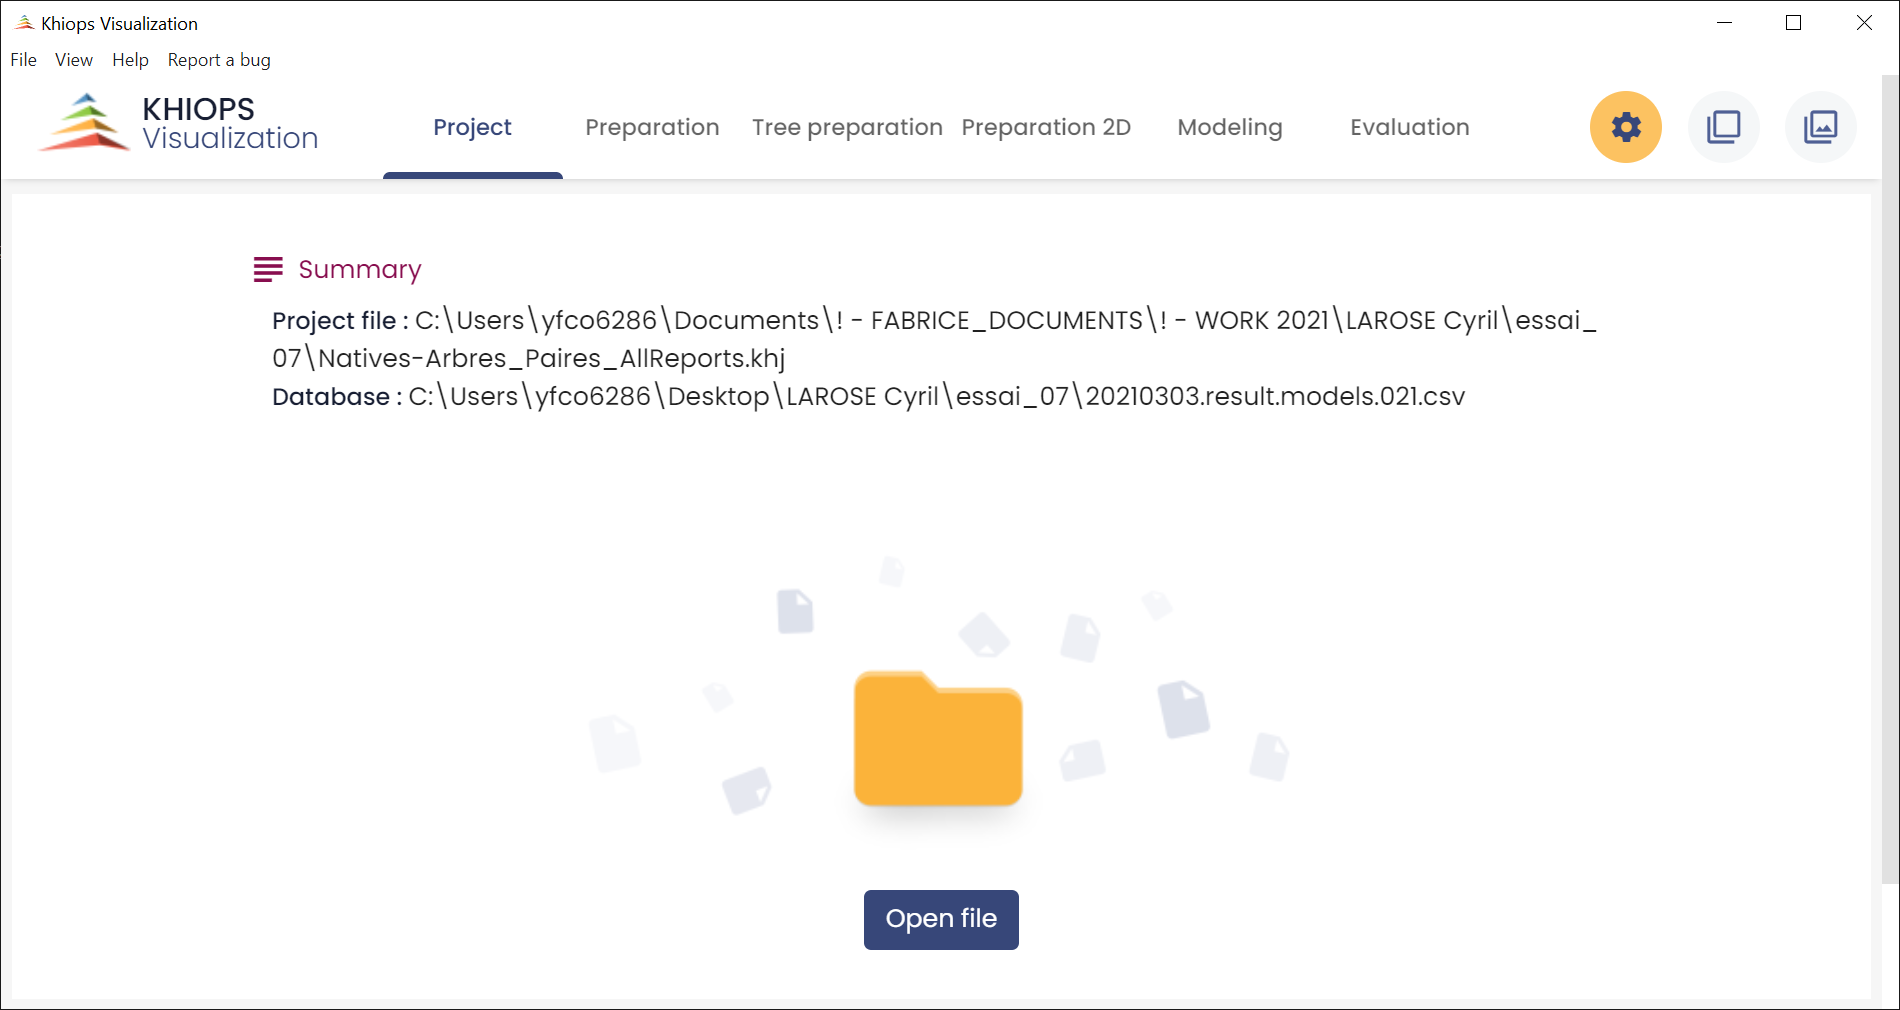 Khiops Visualization
File View Help Report a bug
KHIOPS
Visualization
Project Preparation Tree preparation Preparation 2D Modeling Evaluation
Summary
Project file : C:\Users\yfco6286\Documents\! - FABRICE_DOCUMENTS\! - WORK 2021\LAROSE Cyril\essai_
07\Natives-Arbres_Paires_AllReports.khj
Database : C:\Users\yfco6286\Desktop\LAROSE Cyril\essai_07\20210303.result.models.021.csv
Open file